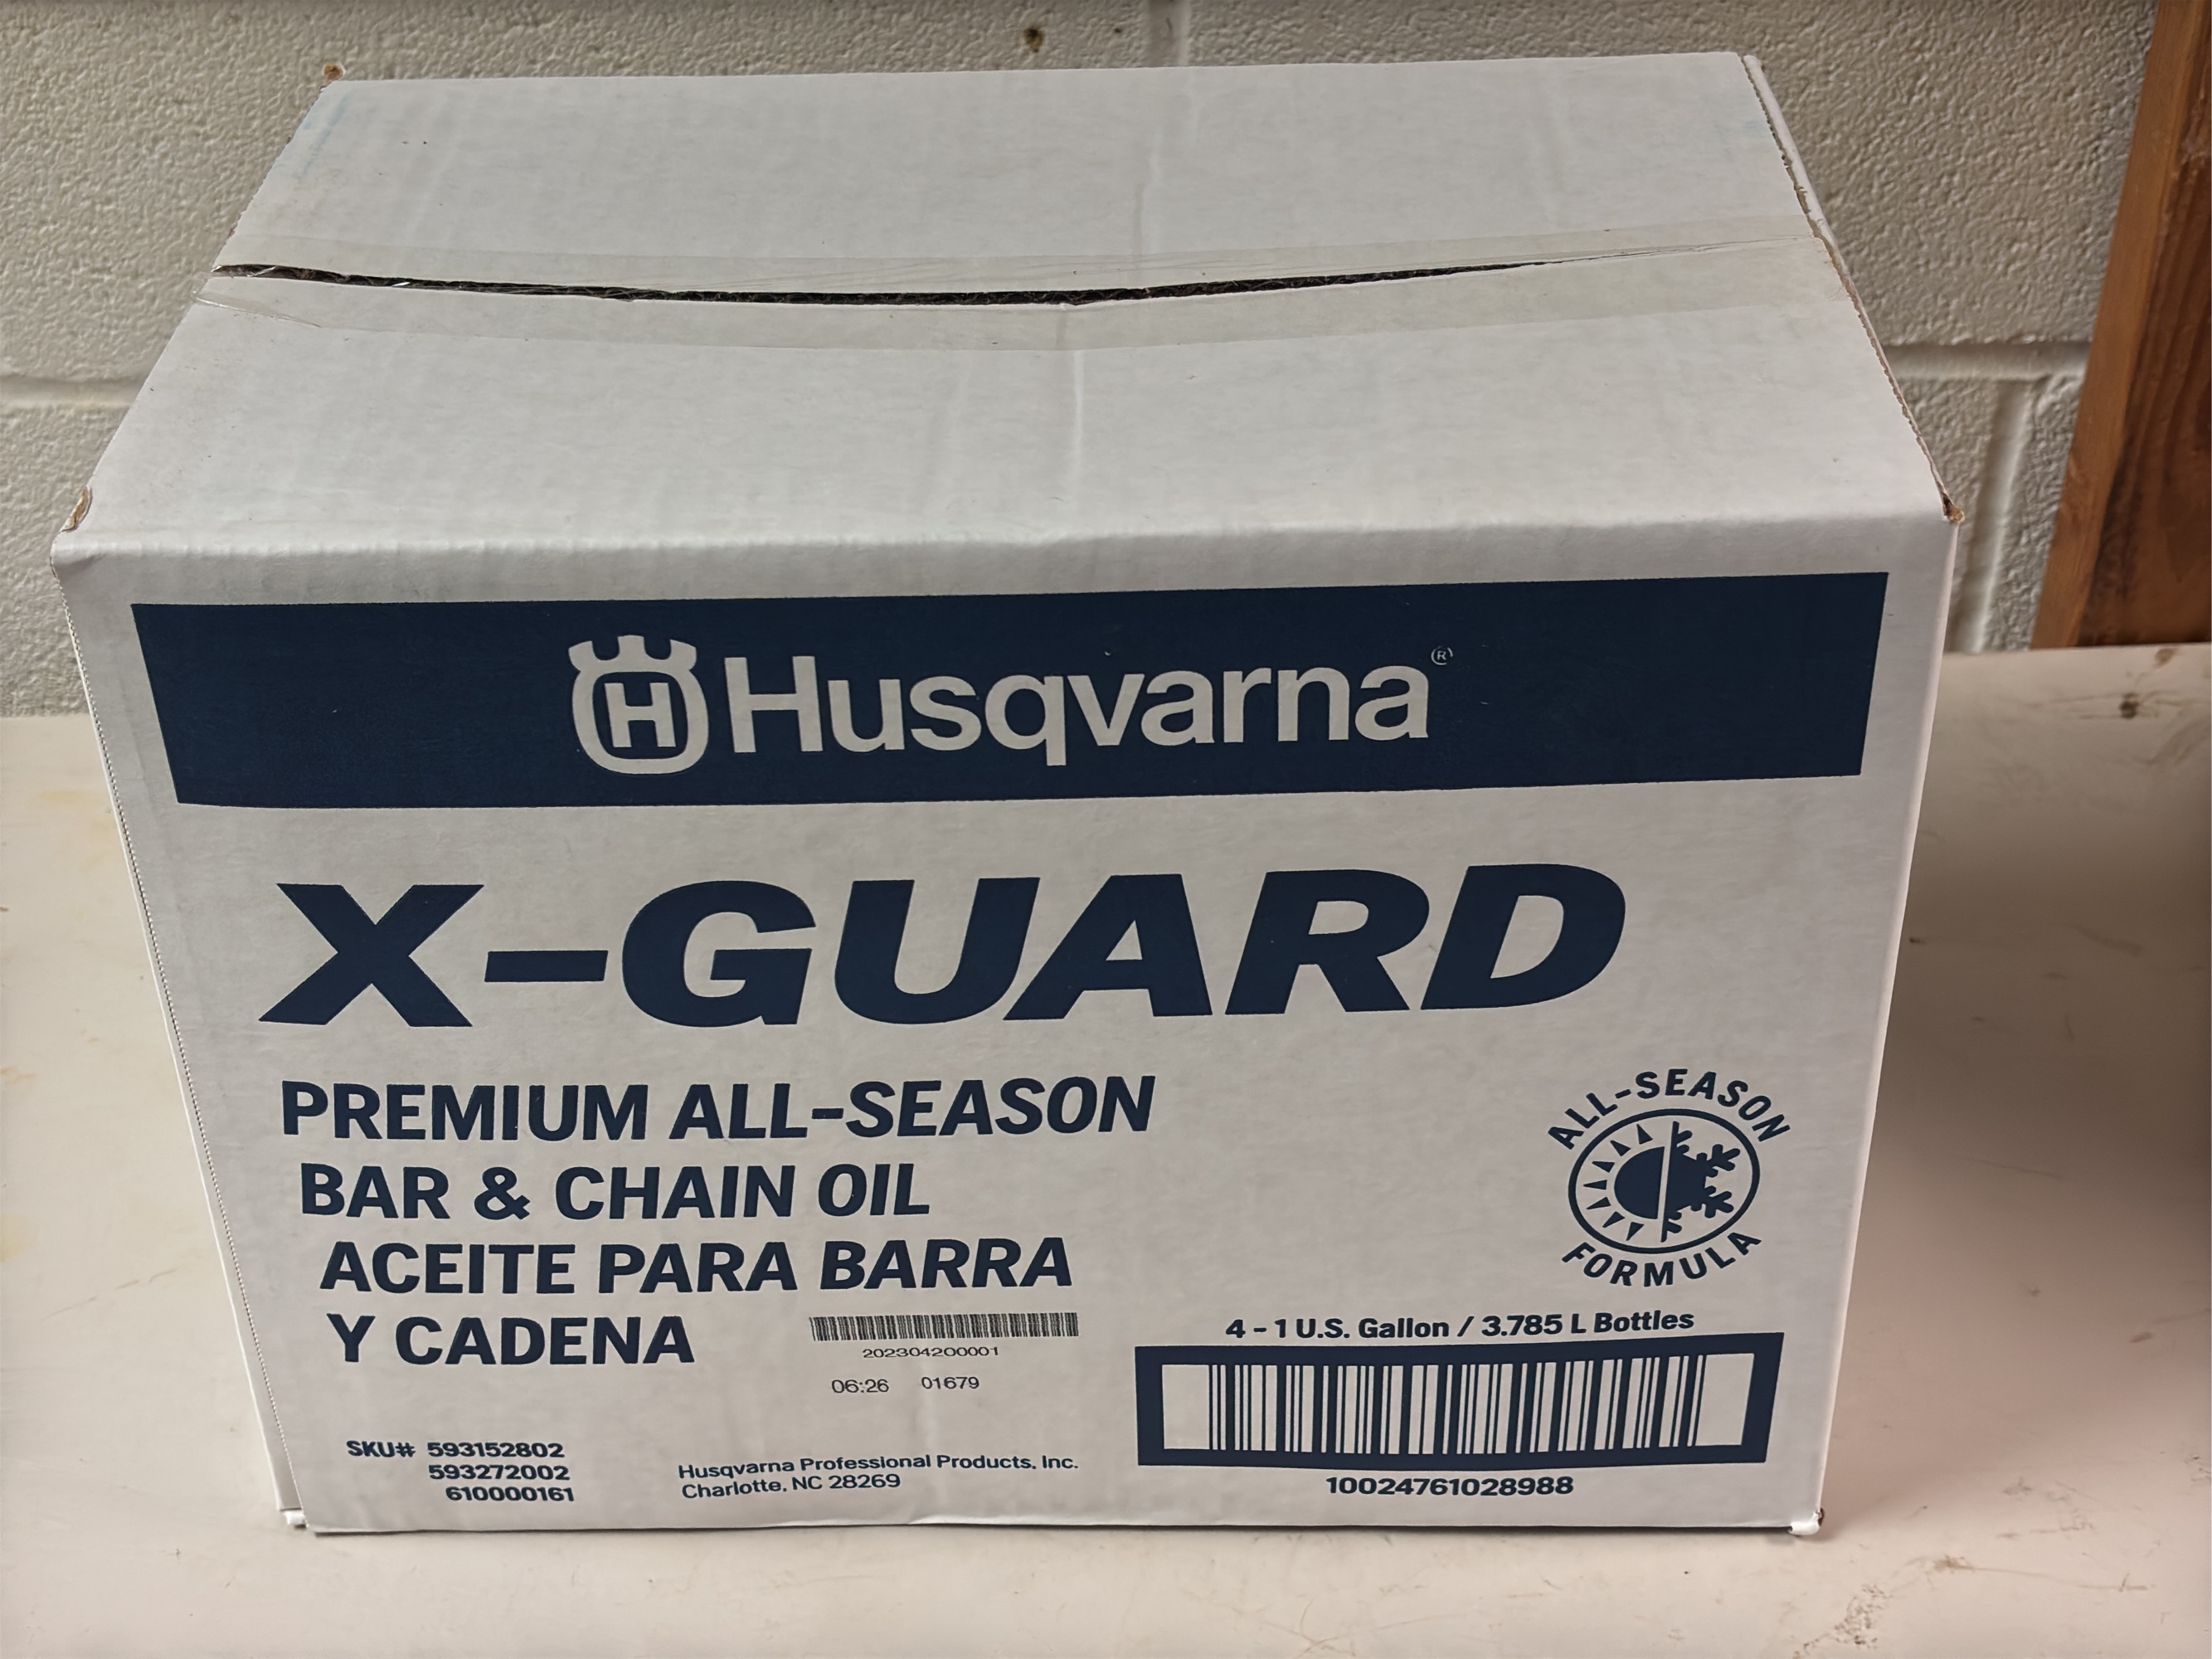 H Husqvarna®
X-GUARD
PREMIUM ALL-SEASON
BAR & CHAIN OIL
ACEITE PARA BARRA
Y CADENA
ALL-SEASON
FORMULA
202304200001
06:26 01679
4 - 1 U.S. Gallon / 3.785 L Bottles
10024761028988
SKU# 593152802
593272002
610000161
Husqvarna Professional Products, Inc.
Charlotte, NC 28269